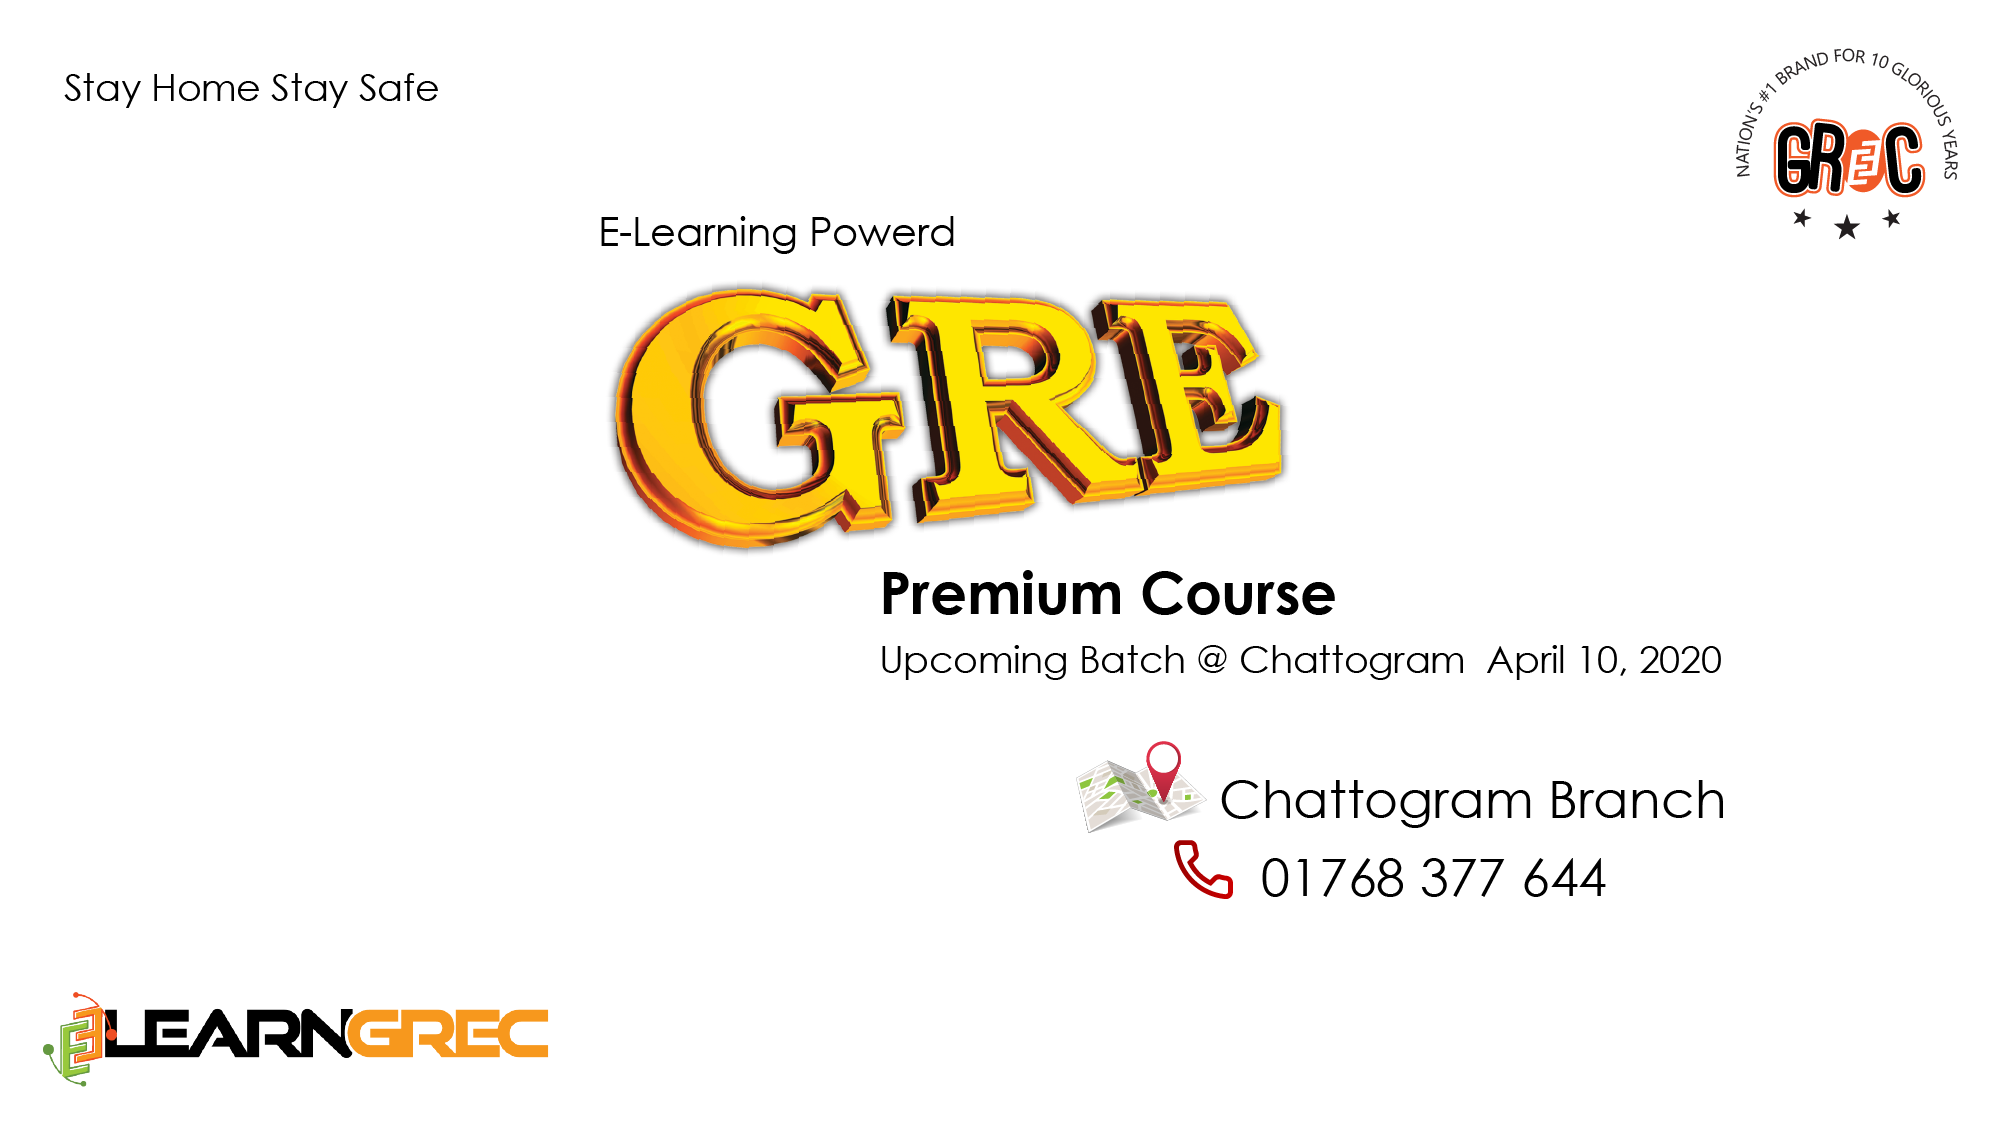 Stay Home Stay Safe
NATION'S #1 BRAND FOR 10 GLORIOUS YEARS
GREC
E-Learning Powerd
GRE
Premium Course
Upcoming Batch @ Chattogram April 10, 2020
Chattogram Branch
01768 377 644
ELEARNGREC